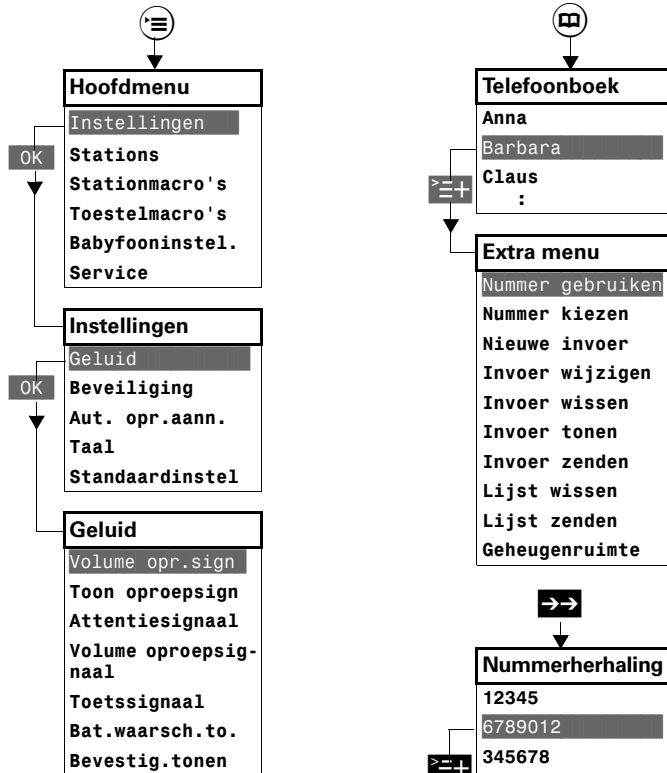 Hoofdmenu
Instellingen
OK
Stations
Stationmacro's
Toestelmacro's
Babyfooninstel.
Service
Instellingen
Geluid
OK
Beveiliging
Aut. opr.aann.
Taal
Standaardinstel
Geluid
Volume opr.sign
Toon oproepsign
Attentiesignaal
Volume oproepsig-
naal
Toetssignaal
Bat.waarsch.to.
Bevestig.tonen
Telefoonboek
Anna
Barbara
Claus
:
Extra menu
Nummer gebruiken
Nummer kiezen
Nieuwe invoer
Invoer wijzigen
Invoer wissen
Invoer tonen
Invoer zenden
Lijst wissen
Lijst zenden
Geheugenruimte
Nummerherhaling
12345
6789012
345678